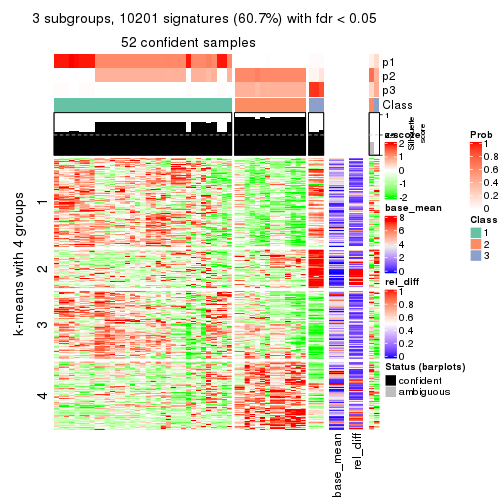 3 subgroups, 10201 signatures (60.7%) with fdr < 0.05
52 confident samples
p1
p2
p3
Class
1
Silhouette
score
z-score
2
1
0
-1
-2
Prob
1
0.8
0.6
0.4
0.2
0
base_mean
8
6
4
2
0
Class
1
2
3
rel_diff
1
0.8
0.6
0.4
0.2
0
Status (barplots)
confident
ambiguous
k-means with 4 groups
1
2
3
4
base_mean
rel_diff